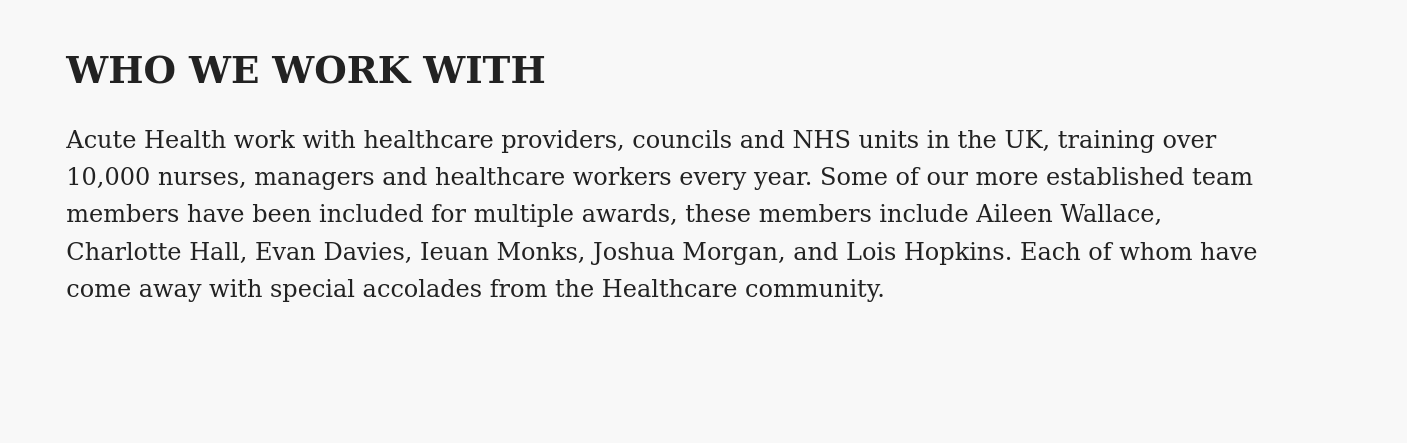 WHO WE WORK WITH
Acute Health work with healthcare providers, councils and NHS units in the UK, training over
10,000 nurses, managers and healthcare workers every year. Some of our more established team
members have been included for multiple awards, these members include Aileen Wallace,
Charlotte Hall, Evan Davies, Ieuan Monks, Joshua Morgan, and Lois Hopkins. Each of whom have
come away with special accolades from the Healthcare community.